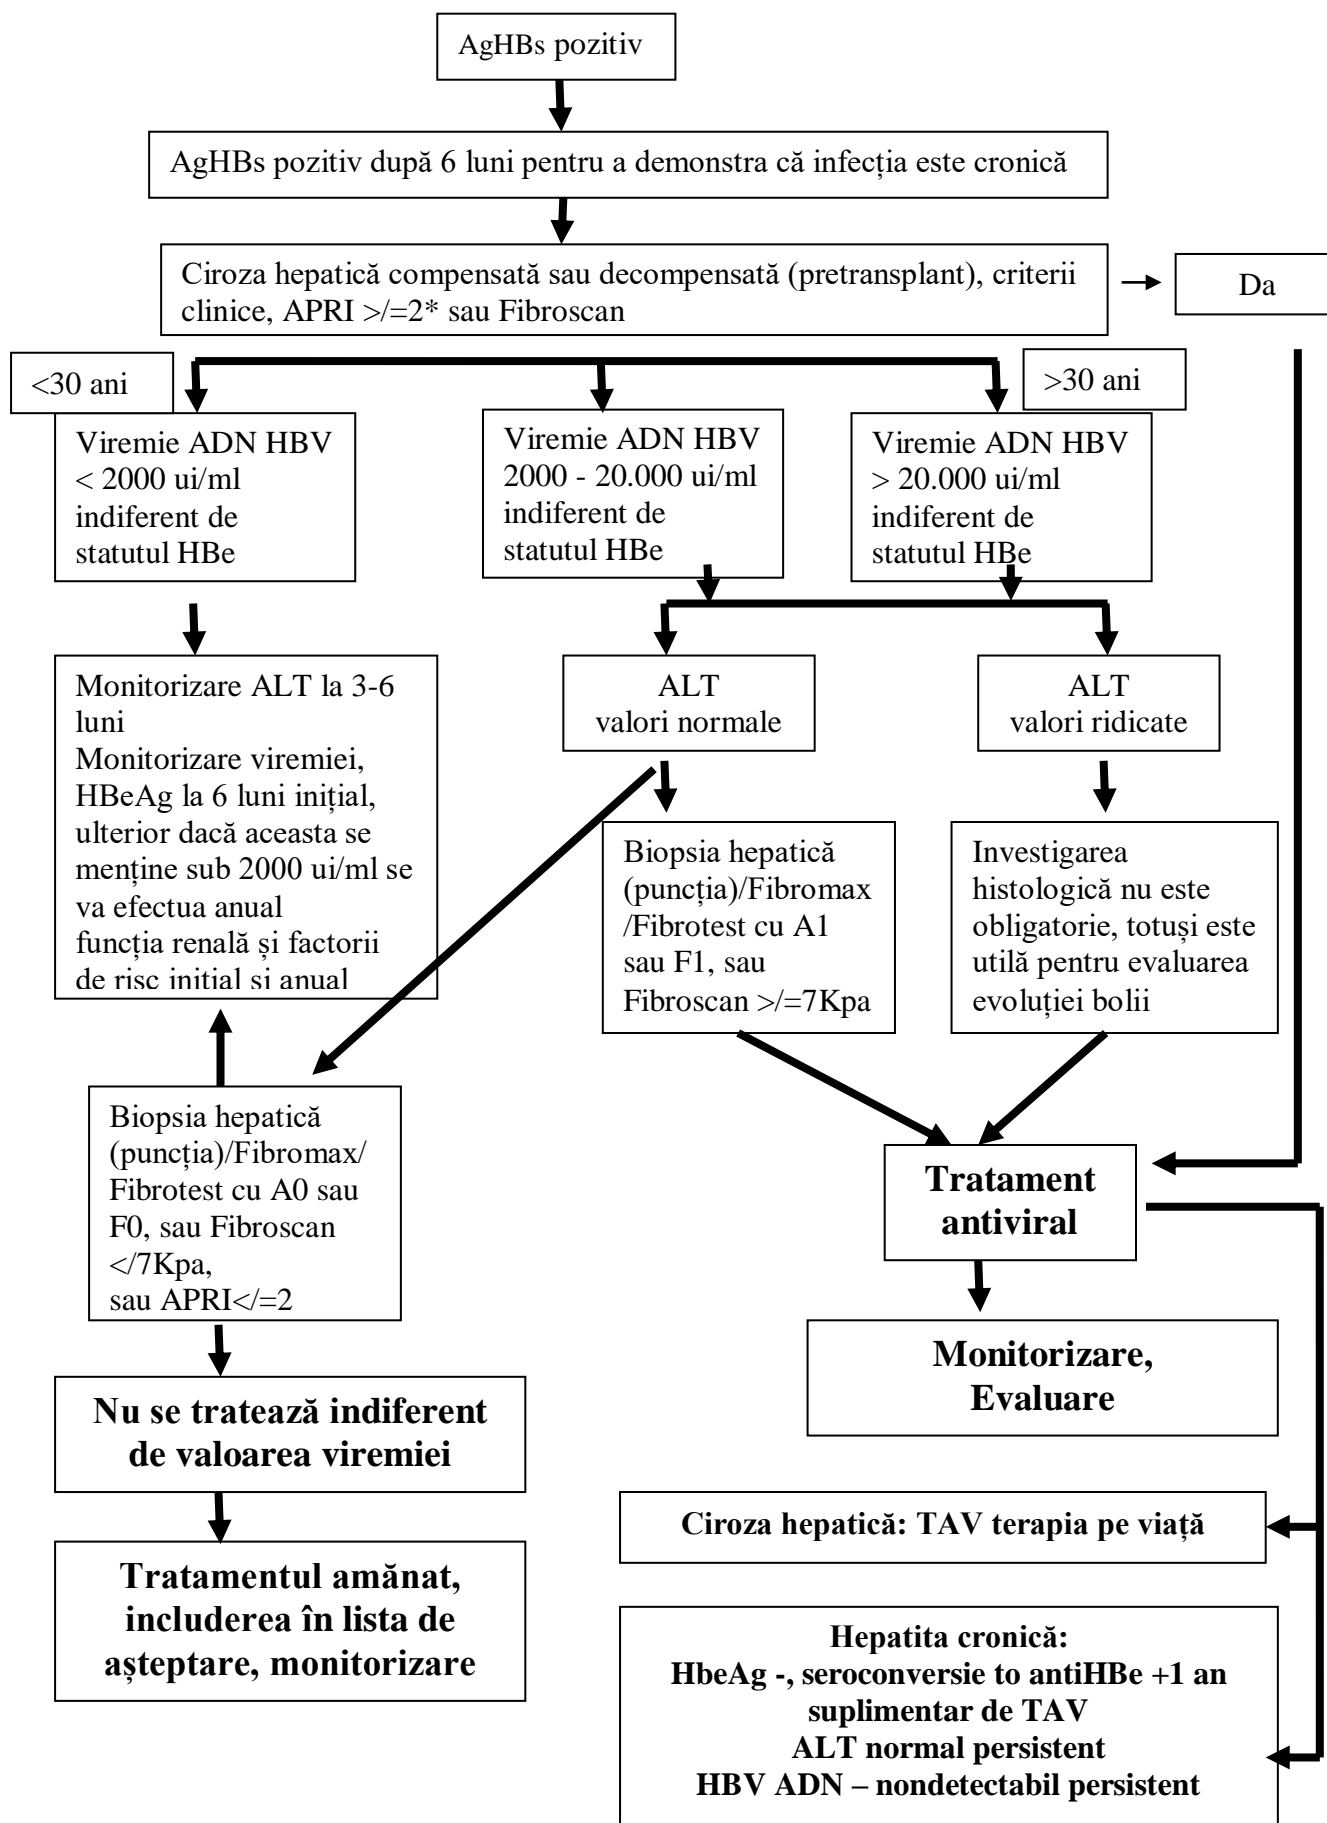 AgHBs pozitiv
AgHBs pozitiv după 6 luni pentru a demonstra că infecția este cronică
Ciroza hepatică compensată sau decompensată (pretransplant), criterii
clinice, APRI >/=2* sau Fibroscan
Da
<30 ani
>30 ani
Viremie ADN HBV
< 2000 ui/ml
indiferent de
statutul HBe
Viremie ADN HBV
2000 - 20.000 ui/ml
indiferent de
statutul HBe
Viremie ADN HBV
> 20.000 ui/ml
indiferent de
statutul HBe
Monitorizare ALT la 3-6
luni
Monitorizare viremiei,
HBeAg la 6 luni inițial,
ulterior dacă aceasta se
menține sub 2000 ui/ml se
va efectua anual
funcția renală și factorii
de risc inițial și anual
ALT
valori normale
ALT
valori ridicate
Biopsia hepatică
(puncția)/Fibromax
/Fibrotest cu A1
sau F1, sau
Fibroscan >/=7Kpa
Investigarea
histologică nu este
obligatorie, totuși este
utilă pentru evaluarea
evoluției bolii
Biopsia hepatică
(puncția)/Fibromax/
Fibrotest cu A0 sau
F0, sau Fibroscan
</7Kpa,
sau APRI</=2
Tratament
antiviral
Monitorizare,
Evaluare
Nu se tratează indiferent
de valoarea viremiei
Tratamentul amănat,
includerea în lista de
așteptare, monitorizare
Ciroza hepatică: TAV terapia pe viață
Hepatita cronică:
HbeAg -, seroconversie to antiHBe +1 an
suplimentar de TAV
ALT normal persistent
HBV ADN – nondetectabil persistent